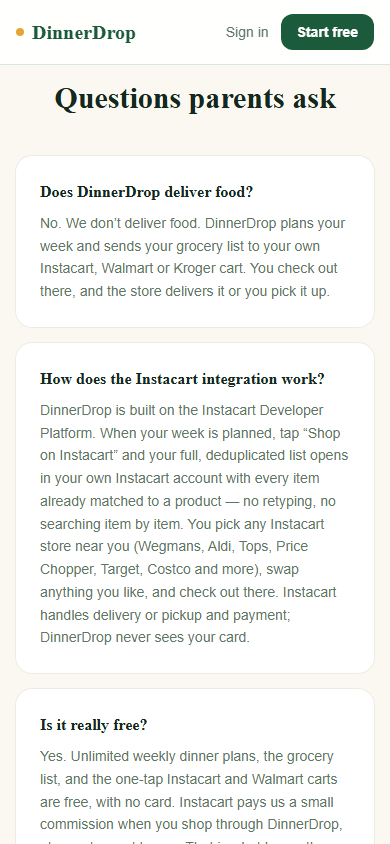 DinnerDrop
Sign in
Start free
Questions parents ask
Does DinnerDrop deliver food?
No. We don't deliver food. DinnerDrop plans your
week and sends your grocery list to your own
Instacart, Walmart or Kroger cart. You check out
there, and the store delivers it or you pick it up.
How does the Instacart integration work?
DinnerDrop is built on the Instacart Developer
Platform. When your week is planned, tap “Shop
on Instacart” and your full, deduplicated list opens
in your own Instacart account with every item
already matched to a product — no retyping, no
searching item by item. You pick any Instacart
store near you (Wegmans, Aldi, Tops, Price
Chopper, Target, Costco and more), swap
anything you like, and check out there. Instacart
handles delivery or pickup and payment;
DinnerDrop never sees your card.
Is it really free?
Yes. Unlimited weekly dinner plans, the grocery
list, and the one-tap Instacart and Walmart carts
are free, with no card. Instacart pays us a small
commission when you shop through DinnerDrop,